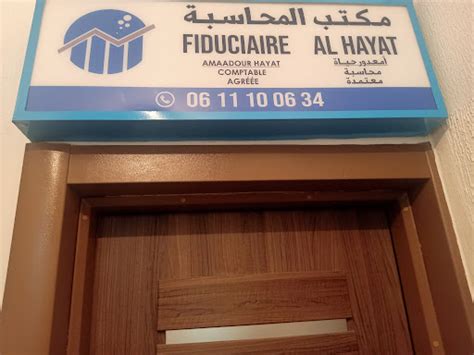 مكتب المحاسبة
FIDUCIAIRE AL HAYAT
AMAADOUR HAYAT
COMPTABLE
AGRÉÉE
أمعدور حياة
محاسبة
معتمدة
06 11 10 06 34